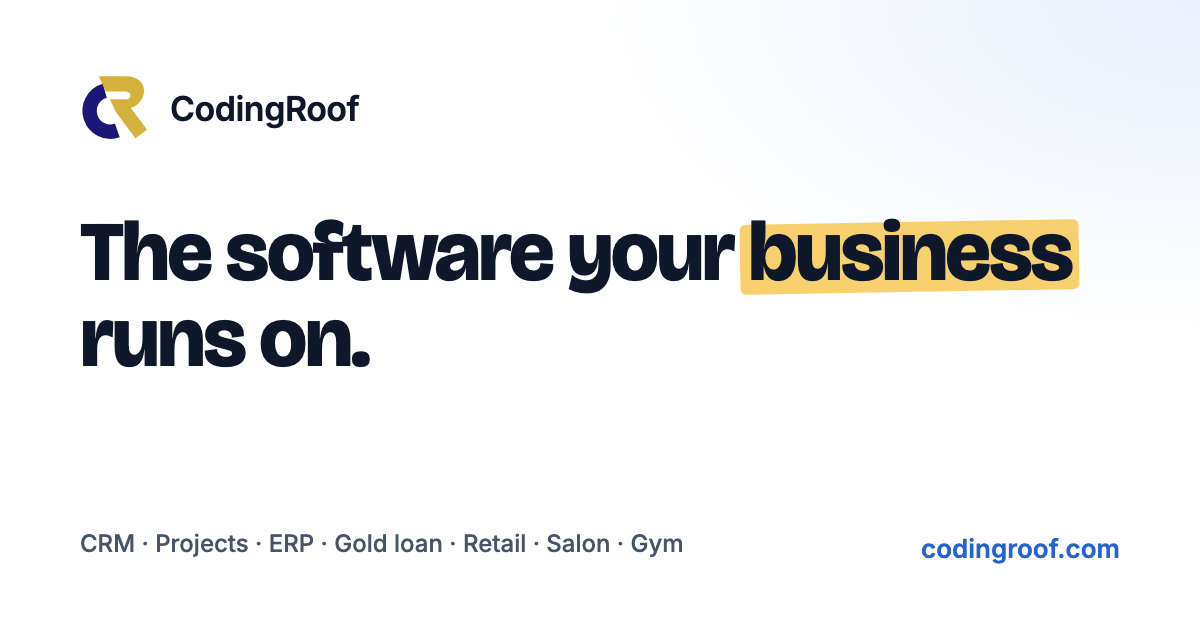 CodingRoof
The software your business
runs on.
CRM · Projects · ERP · Gold loan · Retail · Salon · Gym
codingroof.com